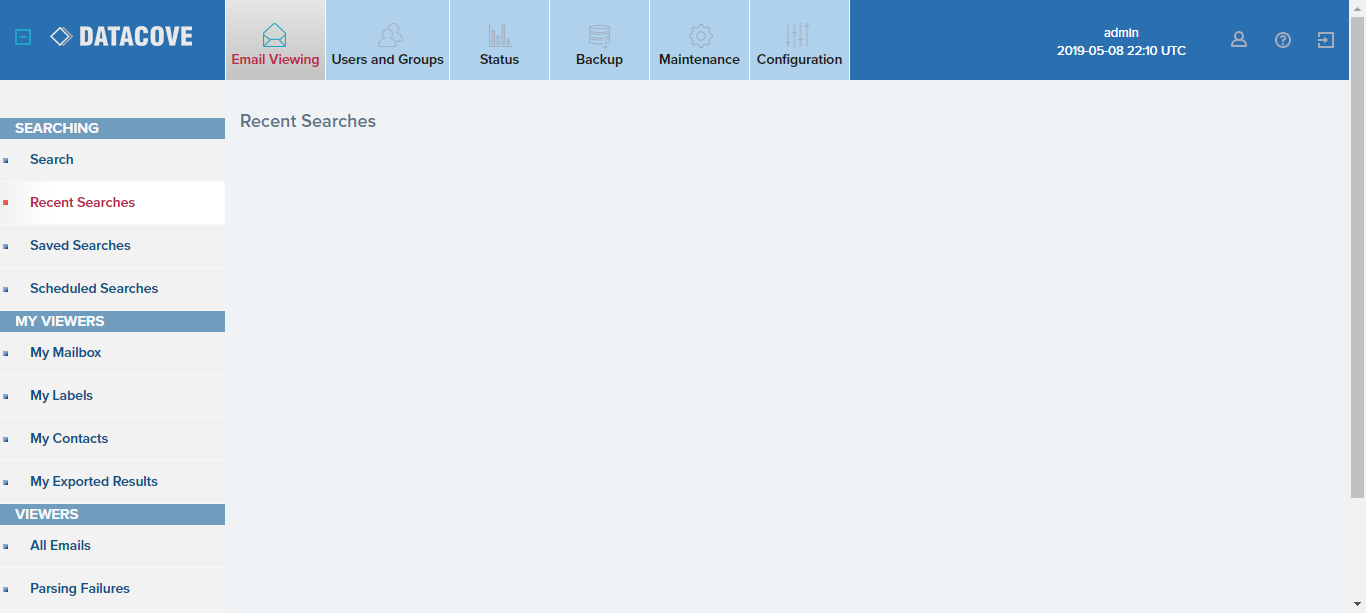 DATACOVE
Email Viewing
Users and Groups
Status
Backup
Maintenance
Configuration
admin
2019-05-08 22:10 UTC
SEARCHING
Search
Recent Searches
Saved Searches
Scheduled Searches
MY VIEWERS
My Mailbox
My Labels
My Contacts
My Exported Results
VIEWERS
All Emails
Parsing Failures
Recent Searches